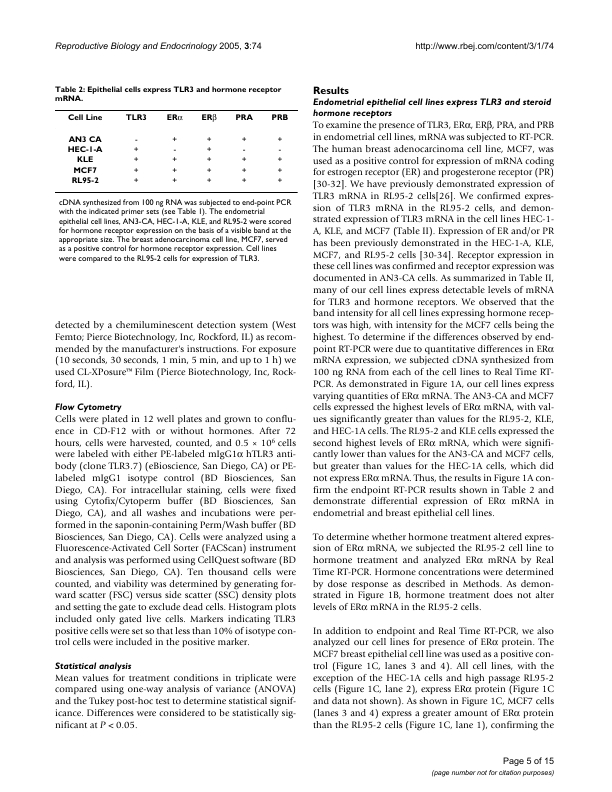 Reproductive Biology and Endocrinology 2005, 3:74
http://www.rbej.com/content/3/1/74
Table 2: Epithelial cells express TLR3 and hormone receptor
mRNA.
Cell Line TLR3 ERα ERβ PRA PRB
AN3 CA - + + + +
HEC-1-A + - + - -
KLE + + + + +
MCF7 + + + + +
RL95-2 + + + + +
cDNA synthesized from 100 ng RNA was subjected to end-point PCR
with the indicated primer sets (see Table 1). The endometrial
epithelial cell lines, AN3-CA, HEC-1-A, KLE, and RL95-2 were scored
for hormone receptor expression on the basis of a visible band at the
appropriate size. The breast adenocarcinoma cell line, MCF7, served
as a positive control for hormone receptor expression. Cell lines
were compared to the RL95-2 cells for expression of TLR3.
detected by a chemiluminescent detection system (West
Femto; Pierce Biotechnology, Inc, Rockford, IL) as recom-
mended by the manufacturer's instructions. For exposure
(10 seconds, 30 seconds, 1 min, 5 min, and up to 1 h) we
used CL-XPosure™ Film (Pierce Biotechnology, Inc, Rock-
ford, IL).
Flow Cytometry
Cells were plated in 12 well plates and grown to conflu-
ence in CD-F12 with or without hormones. After 72
hours, cells were harvested, counted, and 0.5 × 10⁶ cells
were labeled with either PE-labeled mIgG1α hTLR3 anti-
body (clone TLR3.7) (eBioscience, San Diego, CA) or PE-
labeled mIgG1 isotype control (BD Biosciences, San
Diego, CA). For intracellular staining, cells were fixed
using Cytofix/Cytoperm buffer (BD Biosciences, San
Diego, CA), and all washes and incubations were per-
formed in the saponin-containing Perm/Wash buffer (BD
Biosciences, San Diego, CA). Cells were analyzed using a
Fluorescence-Activated Cell Sorter (FACScan) instrument
and analysis was performed using CellQuest software (BD
Biosciences, San Diego, CA). Ten thousand cells were
counted, and viability was determined by generating for-
ward scatter (FSC) versus side scatter (SSC) density plots
and setting the gate to exclude dead cells. Histogram plots
included only gated live cells. Markers indicating TLR3
positive cells were set so that less than 10% of isotype con-
trol cells were included in the positive marker.
Statistical analysis
Mean values for treatment conditions in triplicate were
compared using one-way analysis of variance (ANOVA)
and the Tukey post-hoc test to determine statistical signif-
icance. Differences were considered to be statistically sig-
nificant at P < 0.05.
Results
Endometrial epithelial cell lines express TLR3 and steroid
hormone receptors
To examine the presence of TLR3, ERα, ERβ, PRA, and PRB
in endometrial cell lines, mRNA was subjected to RT-PCR.
The human breast adenocarcinoma cell line, MCF7, was
used as a positive control for expression of mRNA coding
for estrogen receptor (ER) and progesterone receptor (PR)
[30-32]. We have previously demonstrated expression of
TLR3 mRNA in RL95-2 cells[26]. We confirmed expres-
sion of TLR3 mRNA in the RL95-2 cells, and demon-
strated expression of TLR3 mRNA in the cell lines HEC-1-
A, KLE, and MCF7 (Table II). Expression of ER and/or PR
has been previously demonstrated in the HEC-1-A, KLE,
MCF7, and RL95-2 cells [30-34]. Receptor expression in
these cell lines was confirmed and receptor expression was
documented in AN3-CA cells. As summarized in Table II,
many of our cell lines express detectable levels of mRNA
for TLR3 and hormone receptors. We observed that the
band intensity for all cell lines expressing hormone recep-
tors was high, with intensity for the MCF7 cells being the
highest. To determine if the differences observed by end-
point RT-PCR were due to quantitative differences in ERα
mRNA expression, we subjected cDNA synthesized from
100 ng RNA from each of the cell lines to Real Time RT-
PCR. As demonstrated in Figure 1A, our cell lines express
varying quantities of ERα mRNA. The AN3-CA and MCF7
cells expressed the highest levels of ERα mRNA, with val-
ues significantly greater than values for the RL95-2, KLE,
and HEC-1A cells. The RL95-2 and KLE cells expressed the
second highest levels of ERα mRNA, which were signifi-
cantly lower than values for the AN3-CA and MCF7 cells,
but greater than values for the HEC-1A cells, which did
not express ERα mRNA. Thus, the results in Figure 1A con-
firm the endpoint RT-PCR results shown in Table 2 and
demonstrate differential expression of ERα mRNA in
endometrial and breast epithelial cell lines.
To determine whether hormone treatment altered expres-
sion of ERα mRNA, we subjected the RL95-2 cell line to
hormone treatment and analyzed ERα mRNA by Real
Time RT-PCR. Hormone concentrations were determined
by dose response as described in Methods. As demon-
strated in Figure 1B, hormone treatment does not alter
levels of ERα mRNA in the RL95-2 cells.
In addition to endpoint and Real Time RT-PCR, we also
analyzed our cell lines for presence of ERα protein. The
MCF7 breast epithelial cell line was used as a positive con-
trol (Figure 1C, lanes 3 and 4). All cell lines, with the
exception of the HEC-1A cells and high passage RL95-2
cells (Figure 1C, lane 2), express ERα protein (Figure 1C
and data not shown). As shown in Figure 1C, MCF7 cells
(lanes 3 and 4) express a greater amount of ERα protein
than the RL95-2 cells (Figure 1C, lane 1), confirming the
Page 5 of 15
(page number not for citation purposes)